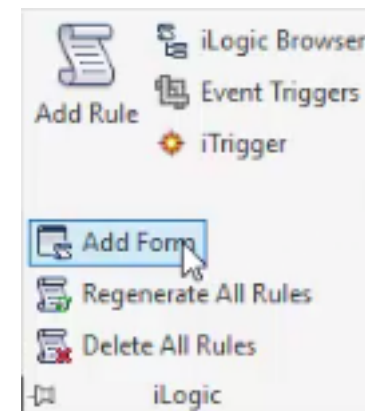 iLogic Browser
Event Triggers
Add Rule
iTrigger
Add Form
Regenerate All Rules
Delete All Rules
iLogic